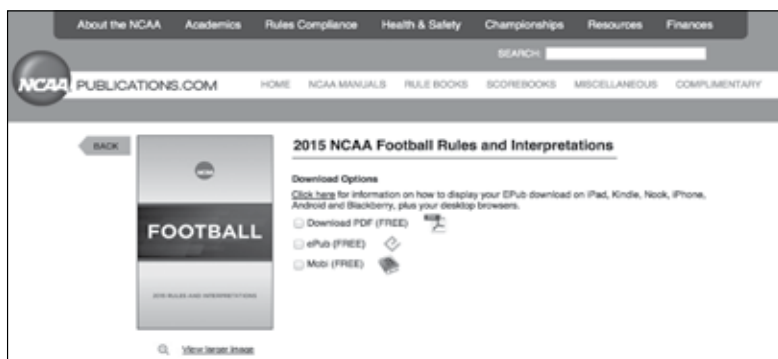 About the NCAA Academics Rules Compliance Health & Safety Championships Resources Finances
SEARCH:
NCAA PUBLICATIONS.COM HOME NCAA MANUALS RULE BOOKS SCOREBOOKS MISCELLANEOUS COMPLIMENTARY
BACK
2015 NCAA Football Rules and Interpretations
Download Options
Click here for information on how to display your EPub download on iPad, Kindle, Nook, iPhone,
Android and Blackberry, plus your desktop browsers.
Download PDF (FREE)
ePub (FREE)
Mobi (FREE)
FOOTBALL
2015 RULES AND INTERPRETATIONS
View larger image